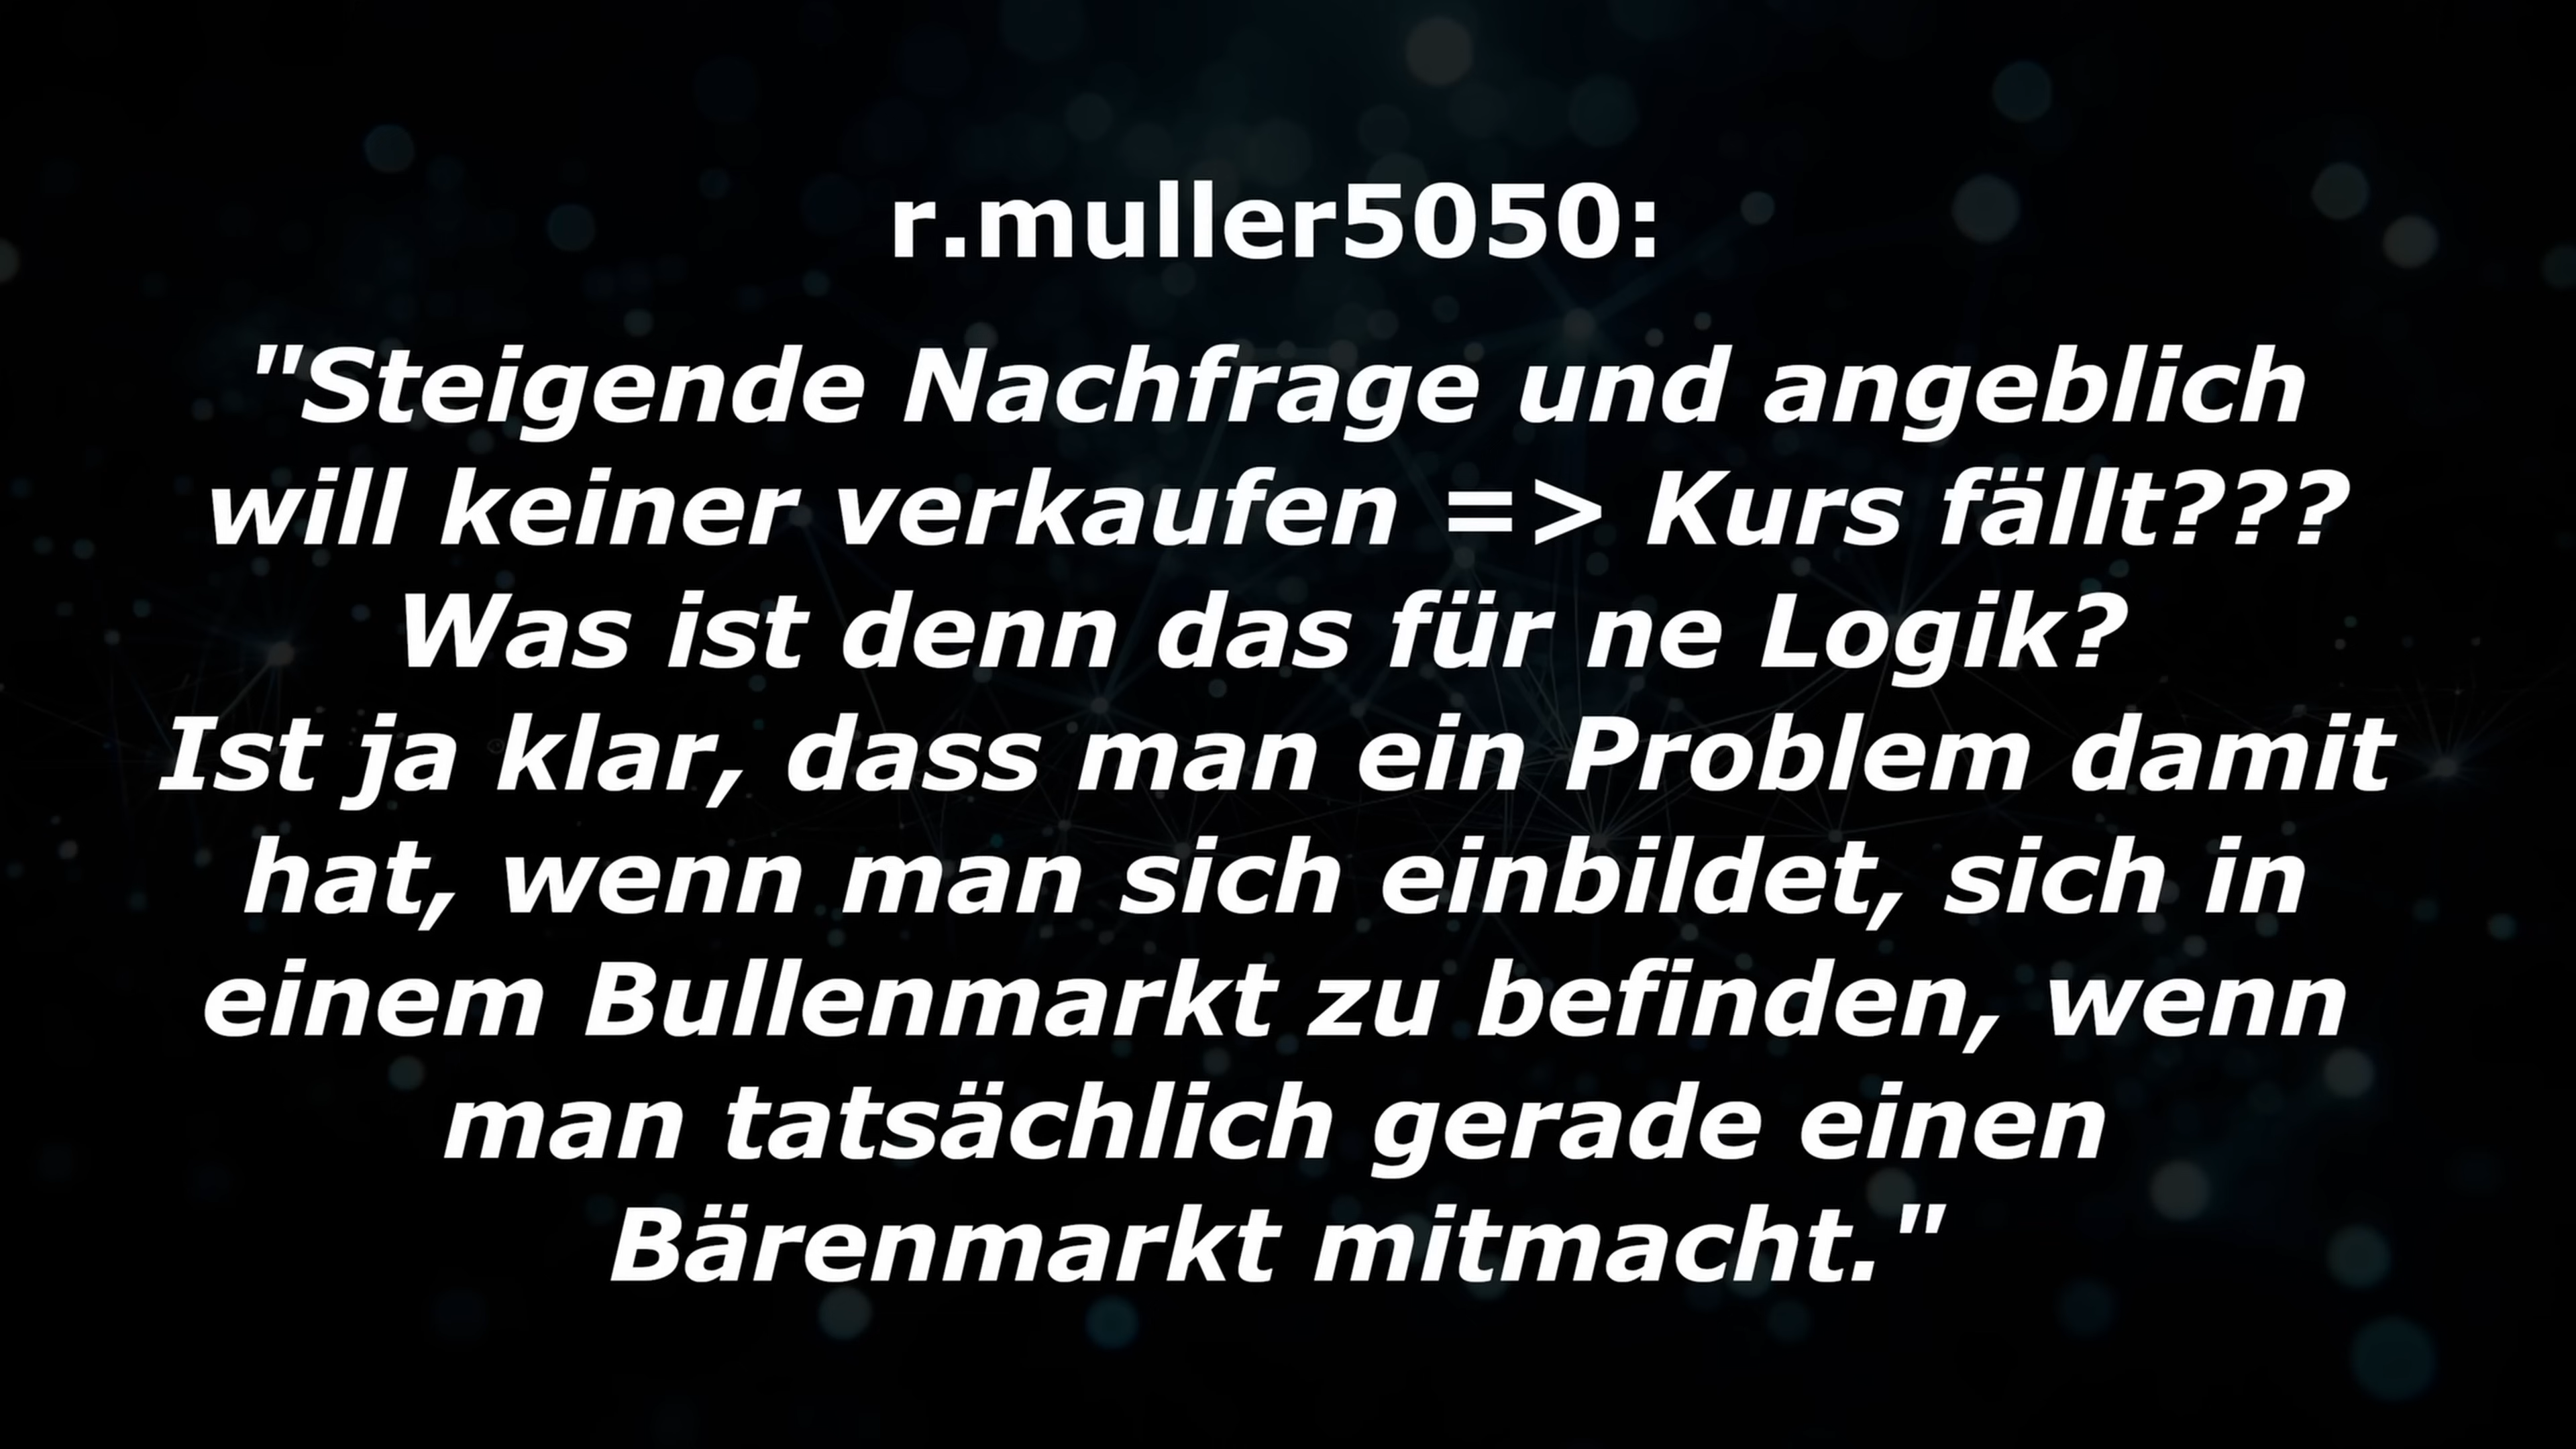 r.muller5050:
"Steigende Nachfrage und angeblich
will keiner verkaufen => Kurs fällt???
Was ist denn das für ne Logik?
Ist ja klar, dass man ein Problem damit
hat, wenn man sich einbildet, sich in
einem Bullenmarkt zu befinden, wenn
man tatsächlich gerade einen
Bärenmarkt mitmacht."